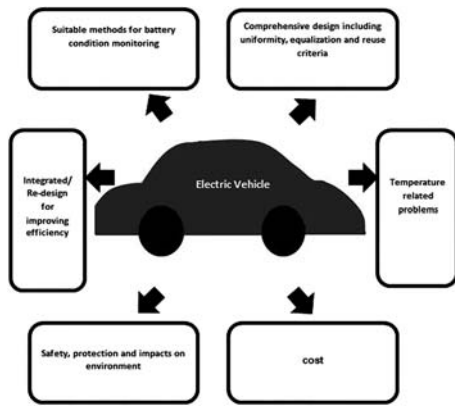 Suitable methods for battery
condition monitoring
Comprehensive design including
uniformity, equalization and reuse
criteria
Integrated/
Re-design
for
improving
efficiency
Electric Vehicle
Temperature
related
problems
Safety, protection and impacts on
environment
cost